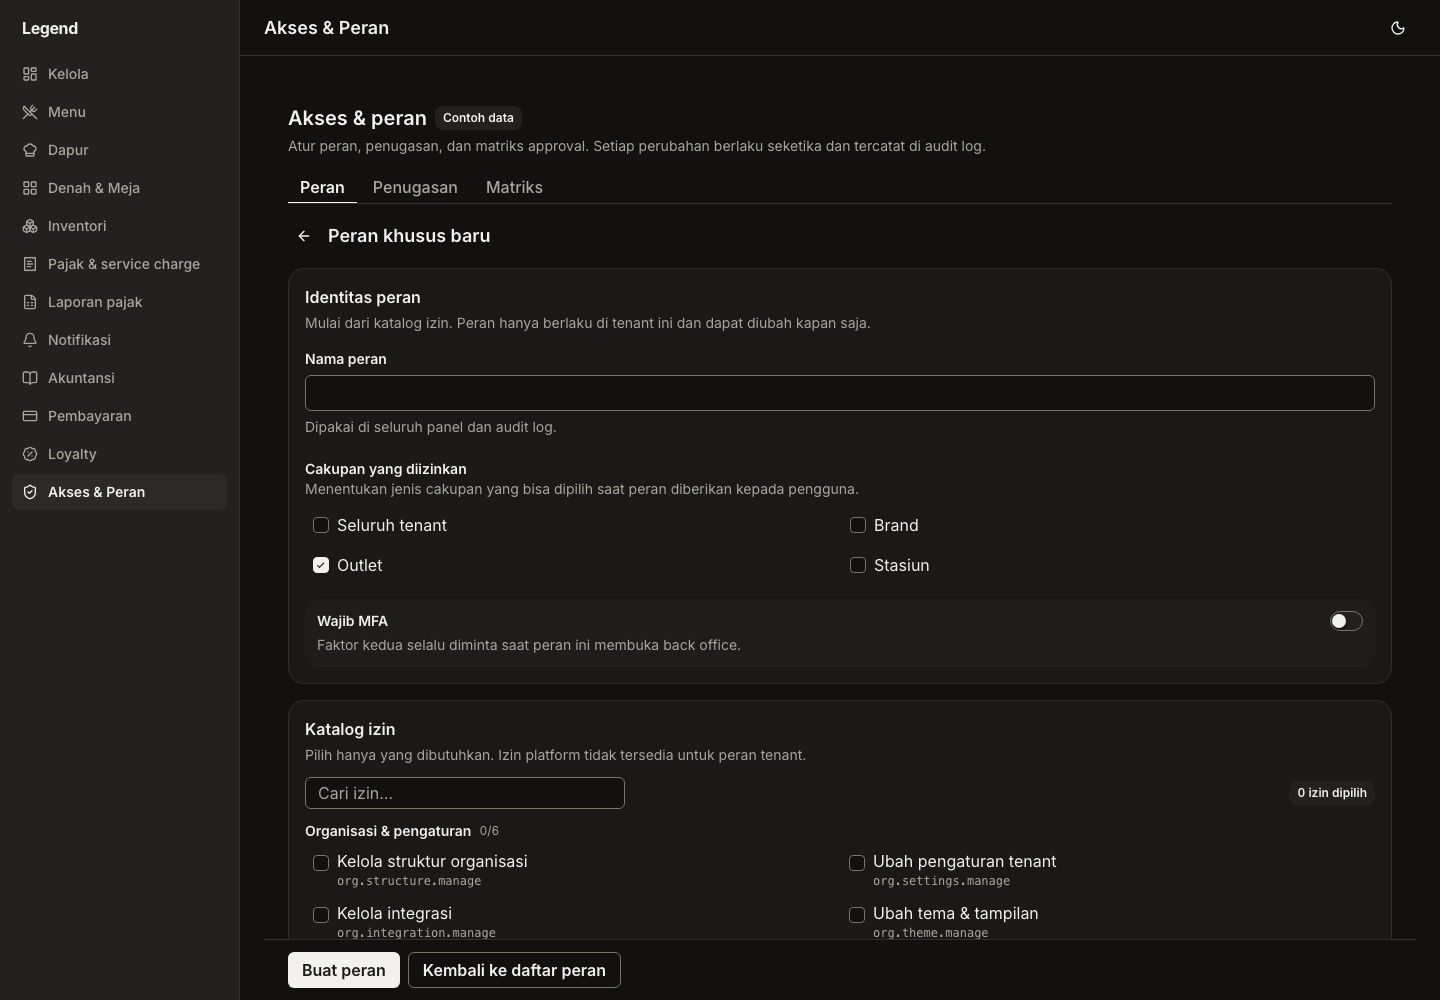 Legend
Kelola
Menu
Dapur
Denah & Meja
Inventori
Pajak & service charge
Laporan pajak
Notifikasi
Akuntansi
Pembayaran
Loyalty
Akses & Peran
Akses & Peran
Akses & peran Contoh data
Atur peran, penugasan, dan matriks approval. Setiap perubahan berlaku seketika dan tercatat di audit log.
Peran Penugasan Matriks
Peran khusus baru
Identitas peran
Mulai dari katalog izin. Peran hanya berlaku di tenant ini dan dapat diubah kapan saja.
Nama peran
Dipakai di seluruh panel dan audit log.
Cakupan yang diizinkan
Menentukan jenis cakupan yang bisa dipilih saat peran diberikan kepada pengguna.
Seluruh tenant Brand
Outlet Stasiun
Wajib MFA
Faktor kedua selalu diminta saat peran ini membuka back office.
Katalog izin
Pilih hanya yang dibutuhkan. Izin platform tidak tersedia untuk peran tenant.
Cari izin... 0 izin dipilih
Organisasi & pengaturan 0/6
Kelola struktur organisasi Ubah pengaturan tenant
org.structure.manage org.settings.manage
Kelola integrasi Ubah tema & tampilan
org.integration.manage org.theme.manage
Buat peran Kembali ke daftar peran